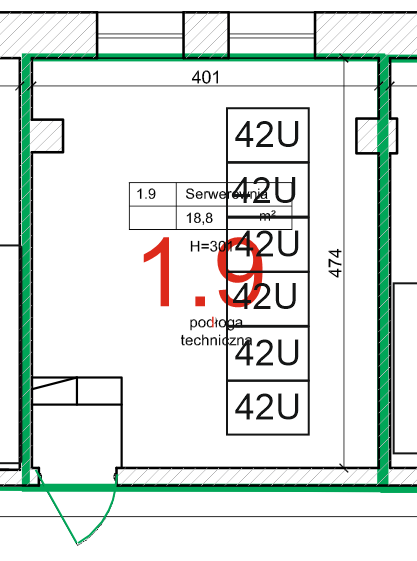 401
42U
42U
1.9 Serwerownia
18,8 m²
H=301
42U
1.9
474
42U
podłoga
techniczna
42U
42U